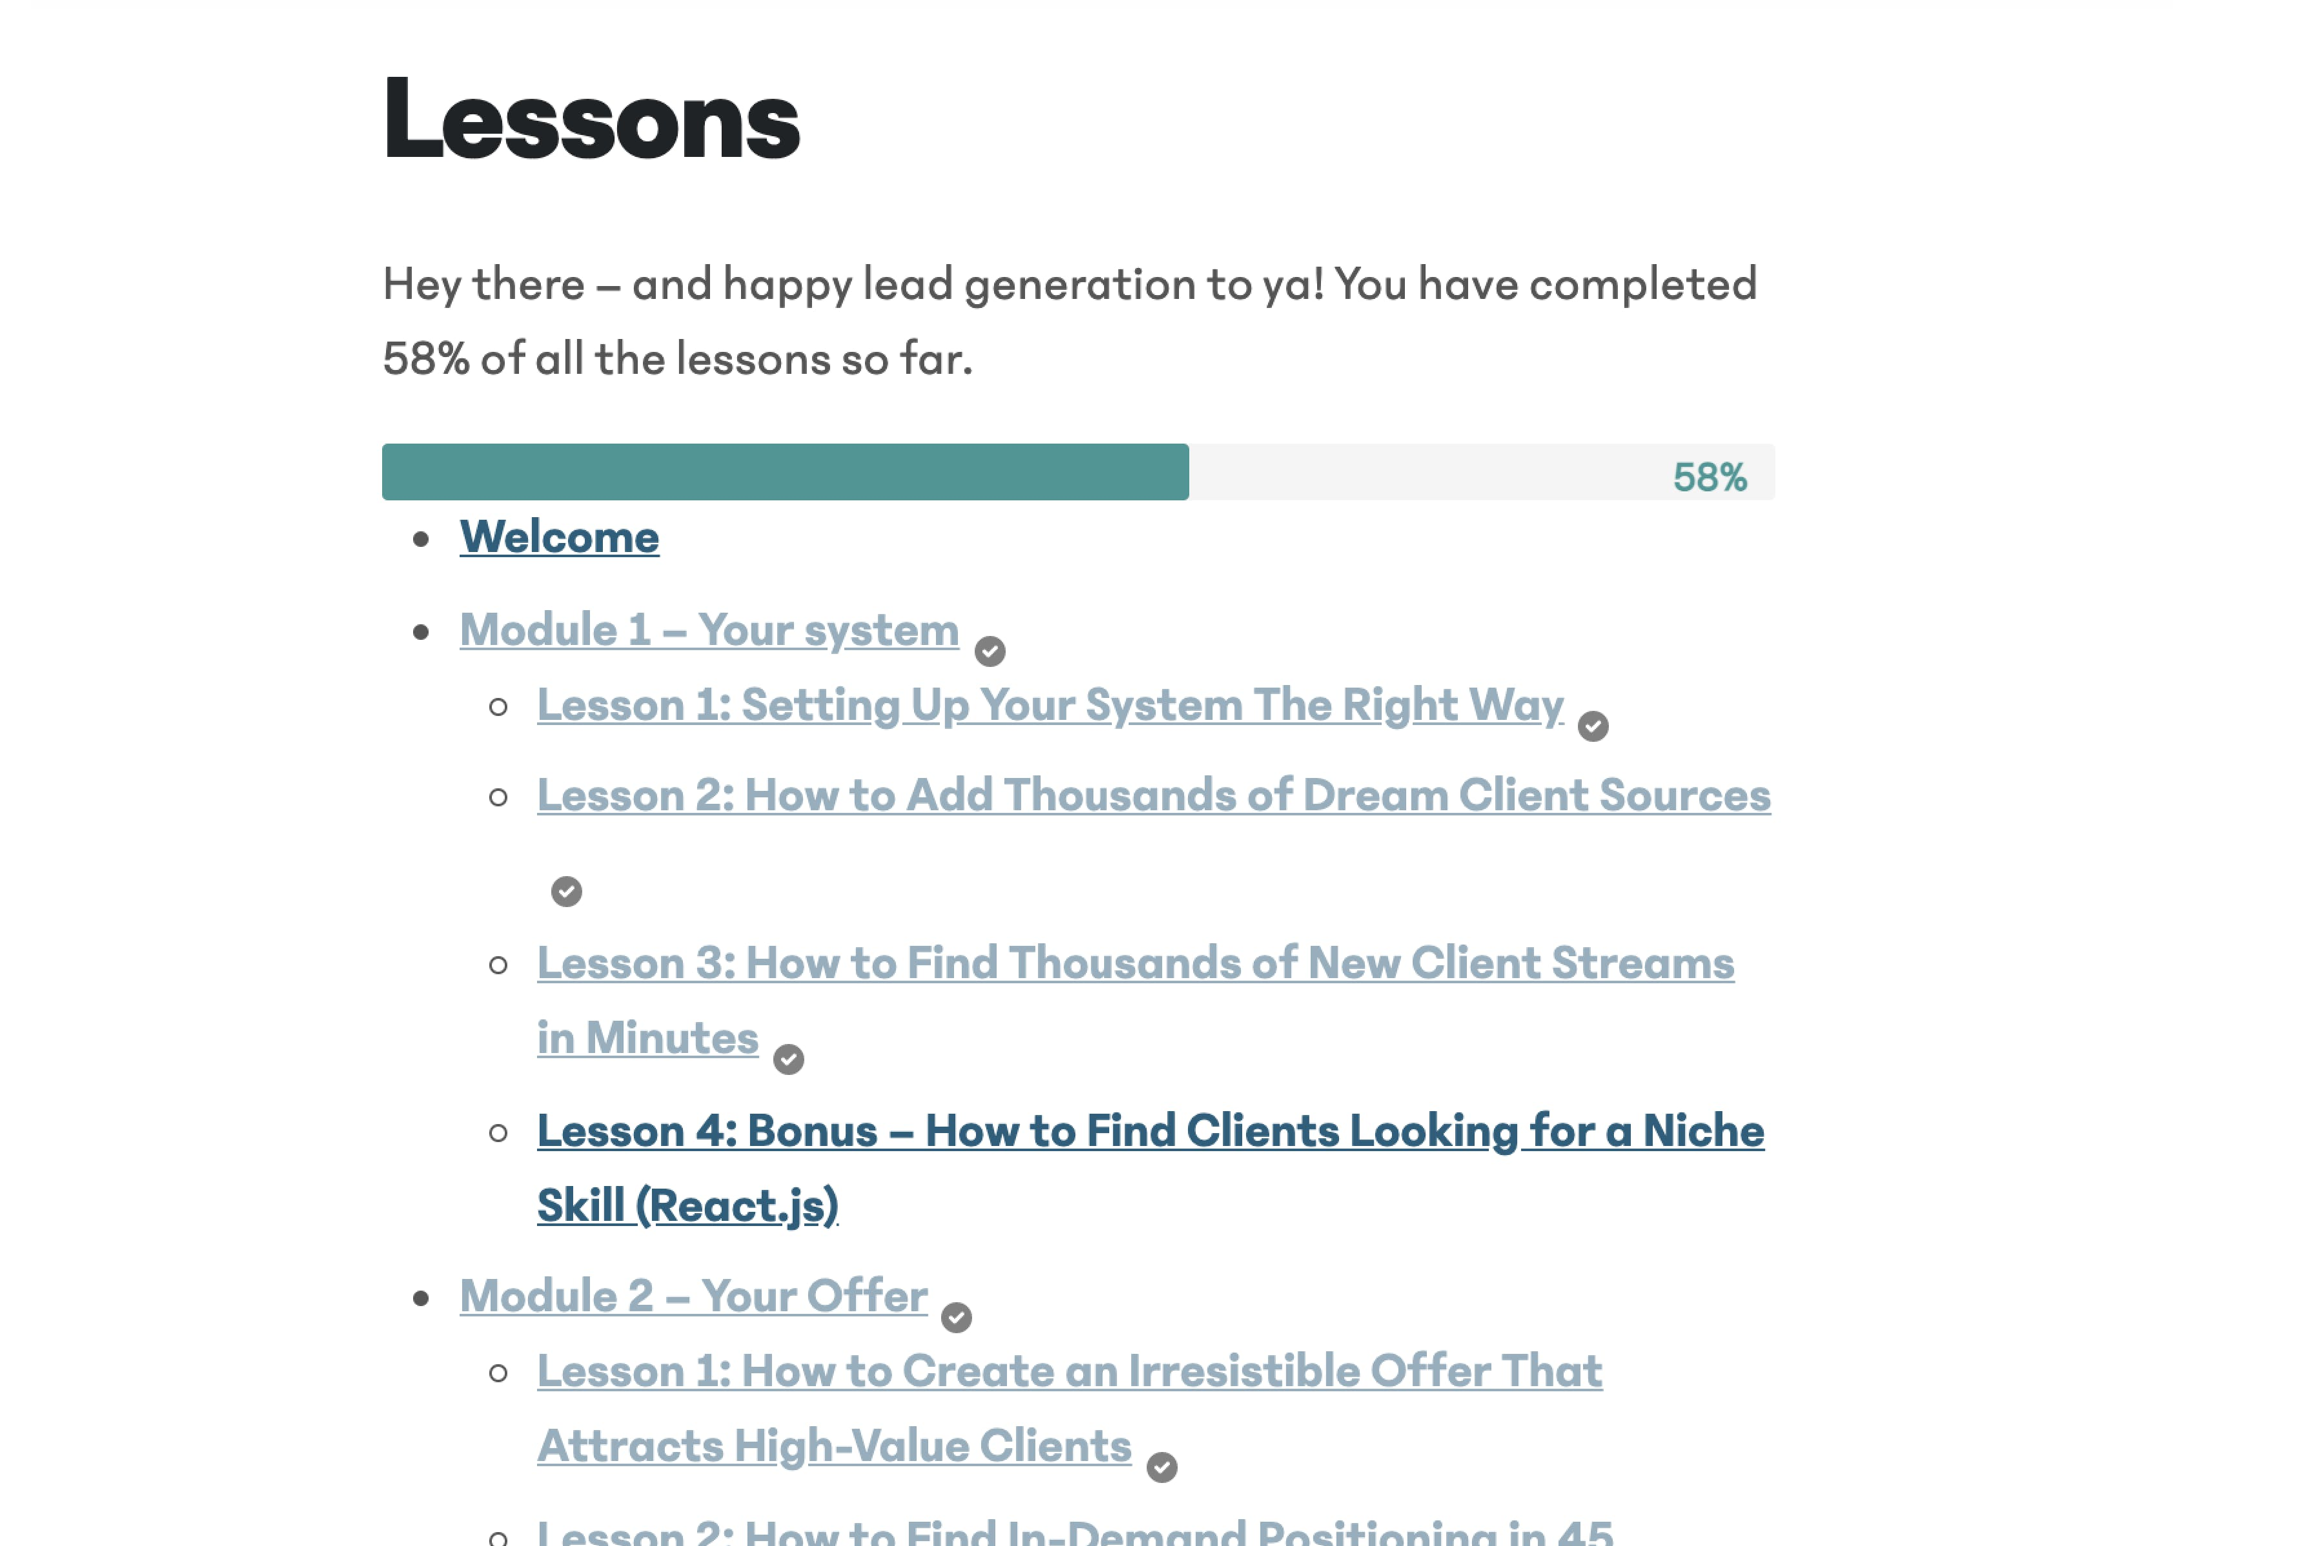 Lessons
Hey there – and happy lead generation to ya! You have completed
58% of all the lessons so far.
58%
Welcome
Module 1 – Your system
Lesson 1: Setting Up Your System The Right Way
Lesson 2: How to Add Thousands of Dream Client Sources
Lesson 3: How to Find Thousands of New Client Streams
in Minutes
Lesson 4: Bonus – How to Find Clients Looking for a Niche
Skill (React.js)
Module 2 – Your Offer
Lesson 1: How to Create an Irresistible Offer That
Attracts High-Value Clients
Lesson 2: How to Find In-Demand Positioning in 45